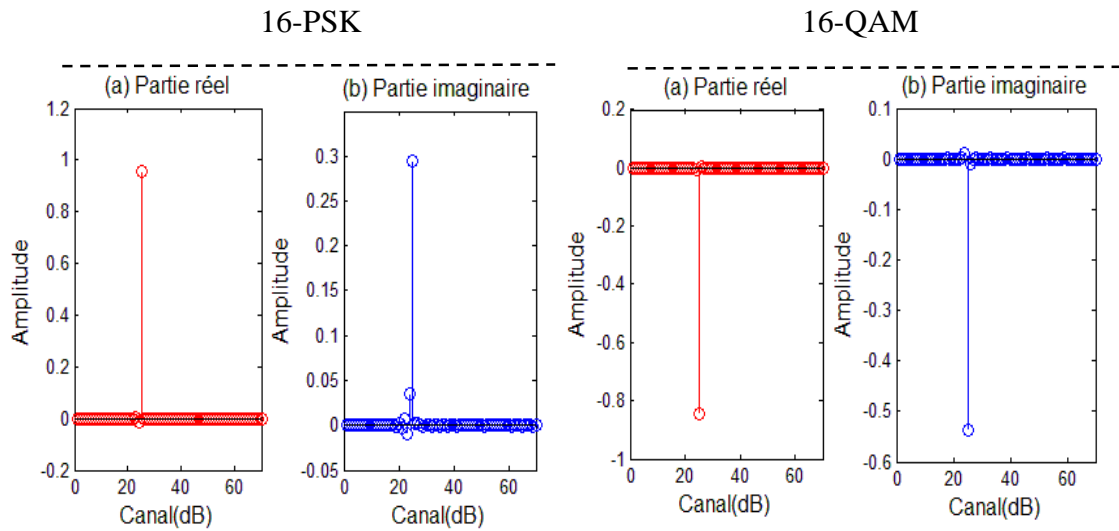 16-PSK
16-QAM
(a) Partie réel
(b) Partie imaginaire
(a) Partie réel
(b) Partie imaginaire
Amplitude
1.2
1
0.8
0.6
0.4
0.2
0
-0.2
0 20 40 60
Canal(dB)
Amplitude
0.3
0.25
0.2
0.15
0.1
0.05
0
-0.05
0 20 40 60
Canal(dB)
Amplitude
0.2
0
-0.2
-0.4
-0.6
-0.8
-1
0 20 40 60
Canal(dB)
Amplitude
0.1
0
-0.1
-0.2
-0.3
-0.4
-0.5
-0.6
0 20 40 60
Canal(dB)